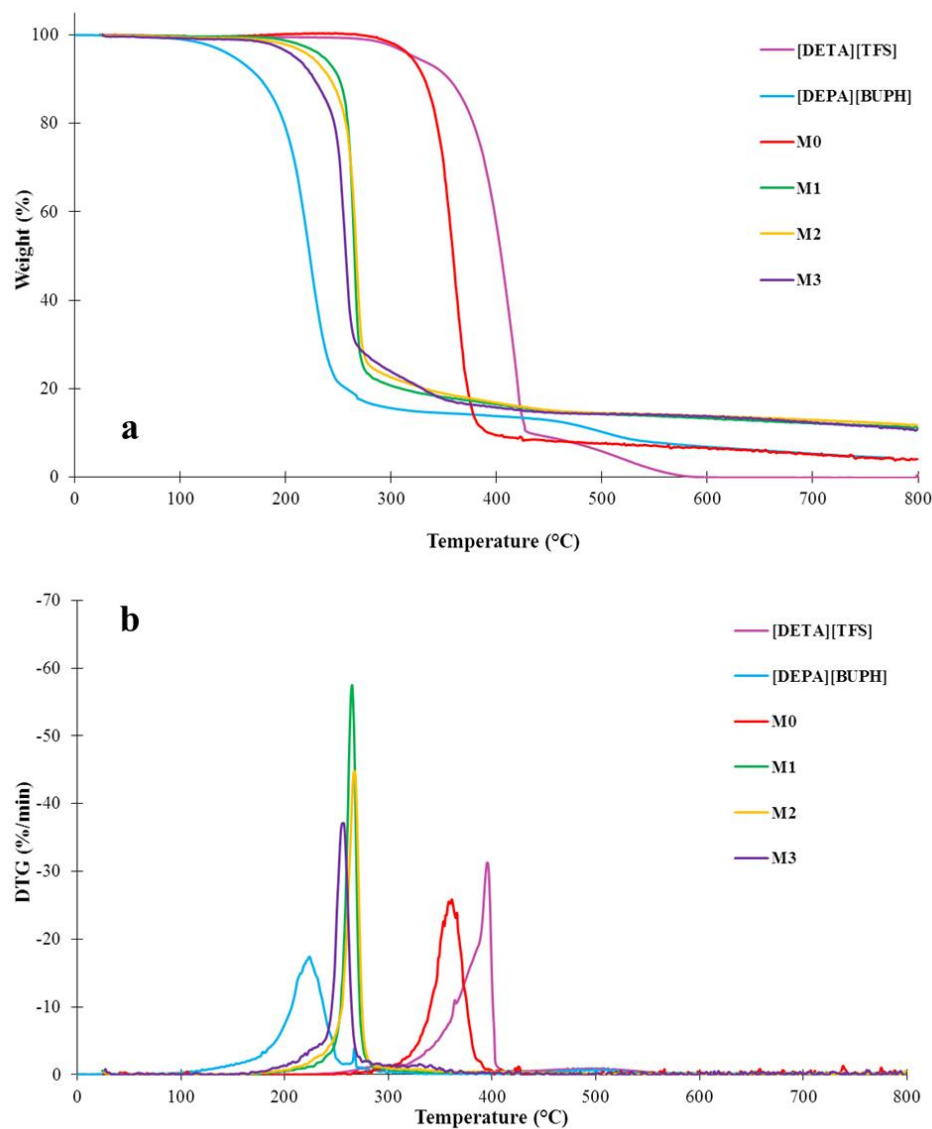 100
80
60
40
20
0
Weight (%)
a
0 100 200 300 400 500 600 700 800
Temperature (°C)
[DETA][TFS]
[DEPA][BUPH]
M0
M1
M2
M3
-70
-60
-50
-40
-30
-20
-10
0
DTG (%/min)
b
0 100 200 300 400 500 600 700 800
Temperature (°C)
[DETA][TFS]
[DEPA][BUPH]
M0
M1
M2
M3